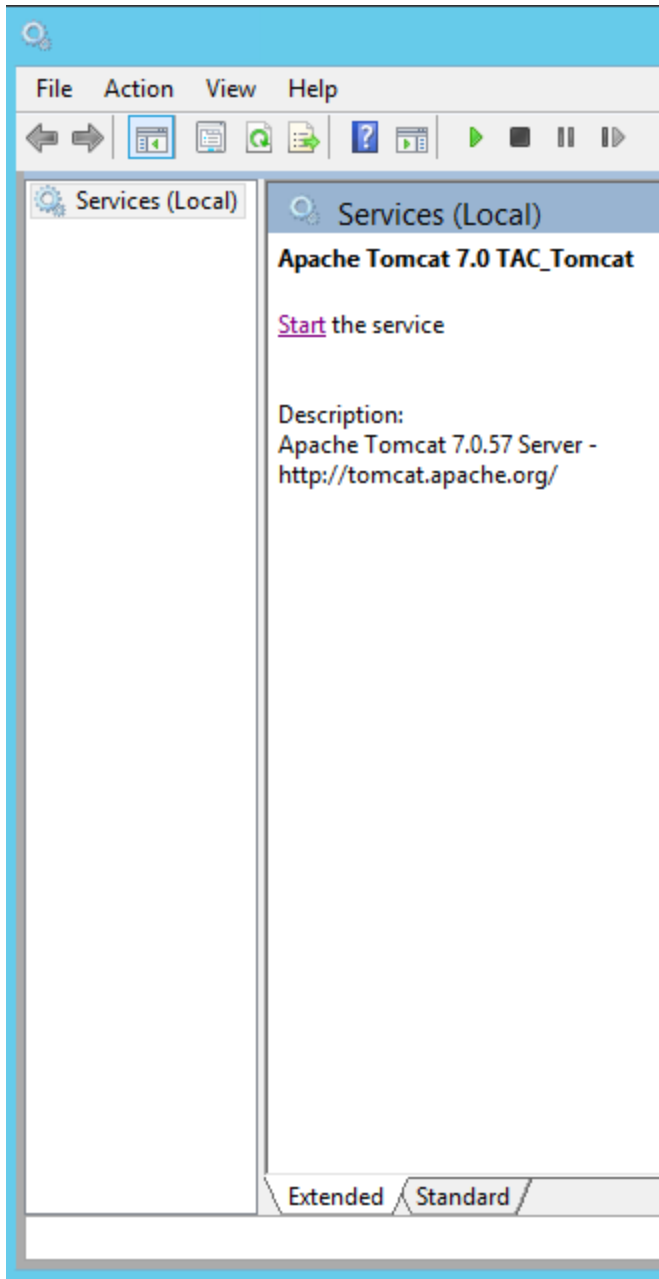 File Action View Help
Services (Local)
Services (Local)
Apache Tomcat 7.0 TAC_Tomcat
Start the service
Description:
Apache Tomcat 7.0.57 Server -
http://tomcat.apache.org/
Extended Standard